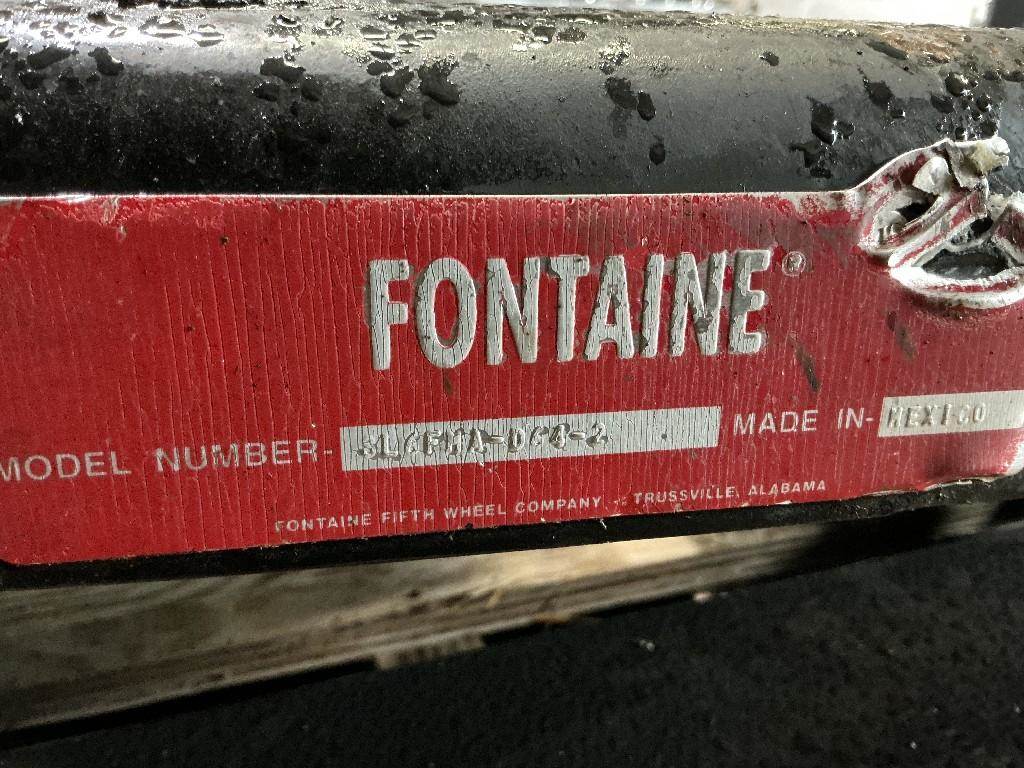 FONTAINE®
MODEL NUMBER- MADE IN- MEXICO
FONTAINE FIFTH WHEEL COMPANY - TRUSSVILLE, ALABAMA